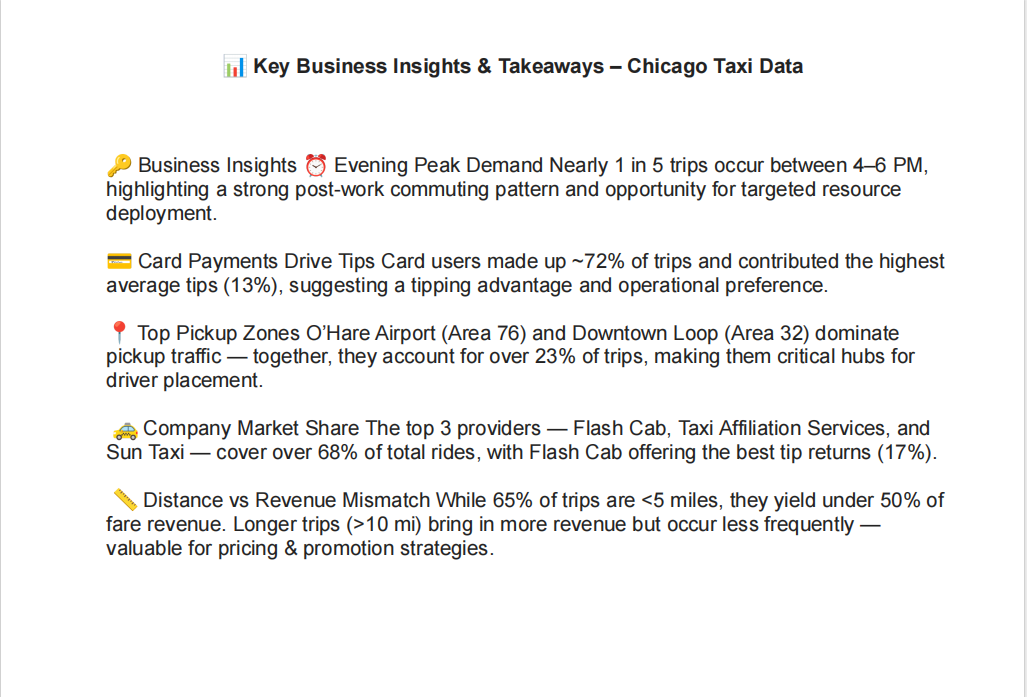 📊 Key Business Insights & Takeaways – Chicago Taxi Data
🔑 Business Insights ⏰ Evening Peak Demand Nearly 1 in 5 trips occur between 4–6 PM,
highlighting a strong post-work commuting pattern and opportunity for targeted resource
deployment.
💳 Card Payments Drive Tips Card users made up ~72% of trips and contributed the highest
average tips (13%), suggesting a tipping advantage and operational preference.
📍 Top Pickup Zones O’Hare Airport (Area 76) and Downtown Loop (Area 32) dominate
pickup traffic — together, they account for over 23% of trips, making them critical hubs for
driver placement.
🚕 Company Market Share The top 3 providers — Flash Cab, Taxi Affiliation Services, and
Sun Taxi — cover over 68% of total rides, with Flash Cab offering the best tip returns (17%).
📏 Distance vs Revenue Mismatch While 65% of trips are <5 miles, they yield under 50% of
fare revenue. Longer trips (>10 mi) bring in more revenue but occur less frequently —
valuable for pricing & promotion strategies.